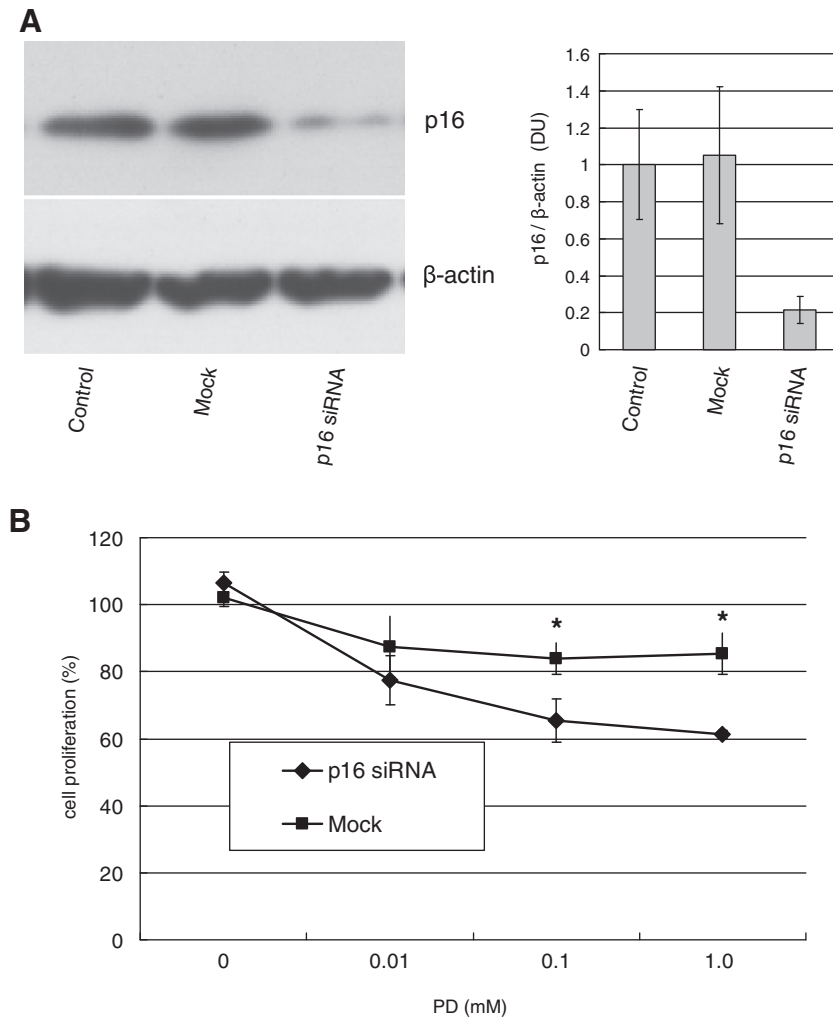 A
p16
β-actin
Control
Mock
p16 siRNA
p16 / β-actin (DU)
1.6
1.4
1.2
1
0.8
0.6
0.4
0.2
0
Control
Mock
p16 siRNA
B
cell proliferation (%)
120
100
80
60
40
20
0
*
*
p16 siRNA
Mock
0
0.01
0.1
1.0
PD (mM)